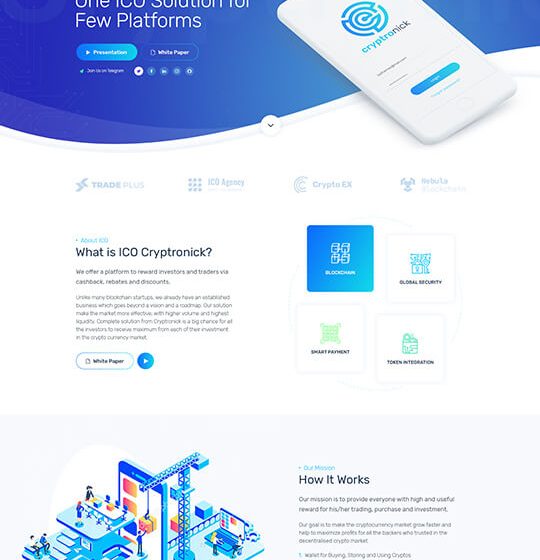 One ICO Solution for
Few Platforms
Presentation
White Paper
Join Us on Telegram
cryptronick
Login
TRADE PLUS
ICO Agency
Crypto EX
Nebula
Blockchain
About ICO
What is ICO Cryptronick?
We offer a platform to reward investors and traders via
cashback, rebates and discounts.
Unlike many blockchain startups, we already have an established
business which goes beyond a vision and a roadmap. Our solution
make the market more effective, with higher volume and highest
liquidity. Complete solution from Cryptronick is a big chance for all
the investors to receive maximum from each of their investment
in the crypto currency market.
White Paper
BLOCKCHAIN
GLOBAL SECURITY
SMART PAYMENT
TOKEN INTEGRATION
Our Mission
How It Works
Our mission is to provide everyone with high and useful
reward for his/her trading, purchase and investment.
Our goal is to make the cryptocurrency market grow faster and
help to maximize profits for all the backers who trusted in the
decentralised crypto market
1. Wallet for Buying, Storing and Using Cryptos